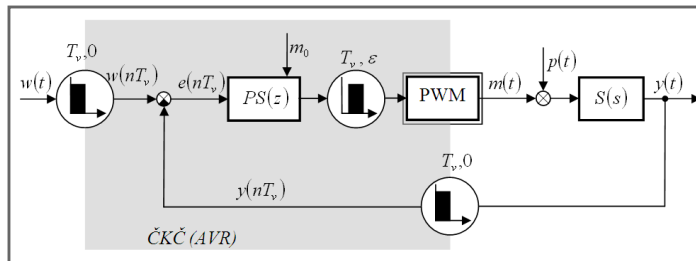 T_v,0
w(t)
w(nT_v)
e(nT_v)
m_0
PS(z)
T_v, ε
PWM
m(t)
p(t)
S(s)
y(t)
T_v,0
y(nT_v)
ČKČ (AVR)